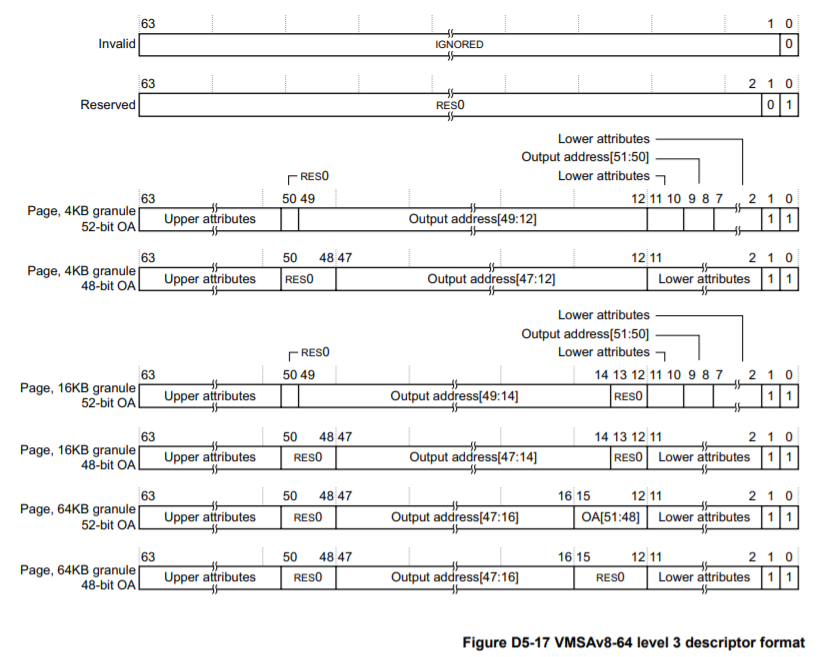 63 1 0
Invalid IGNORED 0
63 2 1 0
Reserved RES0 0 1
Lower attributes
Output address[51:50]
RES0 Lower attributes
63 50 49 12 11 10 9 8 7 2 1 0
Page, 4KB granule
52-bit OA
Upper attributes Output address[49:12] 1 1
63 50 48 47 12 11 2 1 0
Page, 4KB granule
48-bit OA
Upper attributes RES0 Output address[47:12] Lower attributes 1 1
Lower attributes
Output address[51:50]
RES0 Lower attributes
63 50 49 14 13 12 11 10 9 8 7 2 1 0
Page, 16KB granule
52-bit OA
Upper attributes Output address[49:14] RES0 1 1
63 50 48 47 14 13 12 11 2 1 0
Page, 16KB granule
48-bit OA
Upper attributes RES0 Output address[47:14] RES0 Lower attributes 1 1
63 50 48 47 16 15 12 11 2 1 0
Page, 64KB granule
52-bit OA
Upper attributes RES0 Output address[47:16] OA[51:48] Lower attributes 1 1
63 50 48 47 16 15 12 11 2 1 0
Page, 64KB granule
48-bit OA
Upper attributes RES0 Output address[47:16] RES0 Lower attributes 1 1
Figure D5-17 VMSAv8-64 level 3 descriptor format